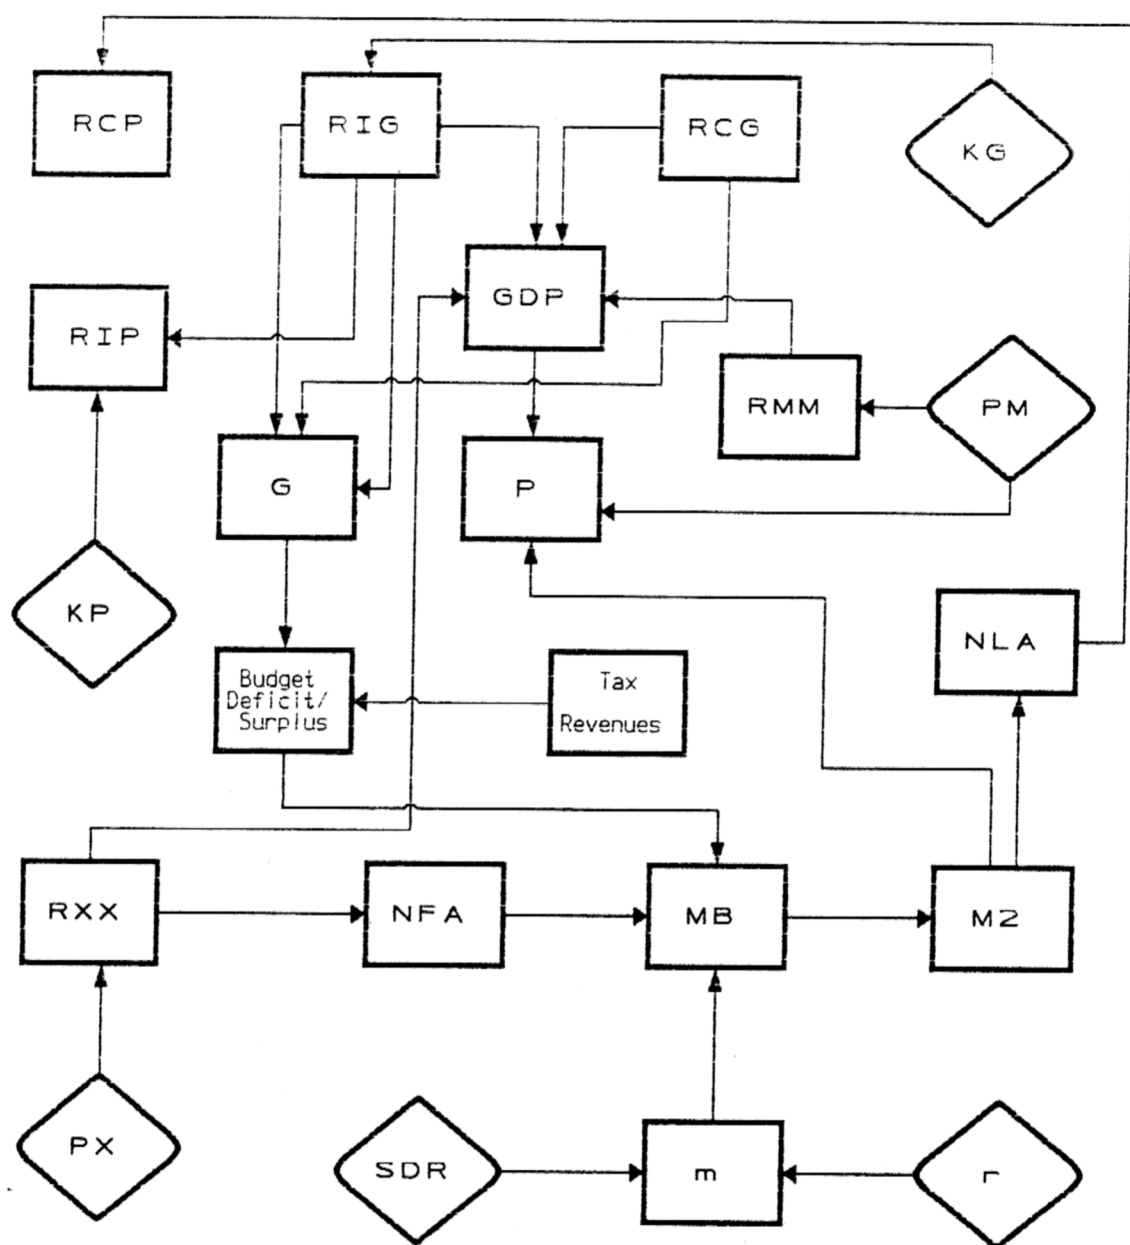 RCP
RIG
RCG
KG
GDP
RIP
RMM
PM
G
P
KP
NLA
Budget
Deficit/
Surplus
Tax
Revenues
RXX
NFA
MB
M2
PX
SDR
m
r